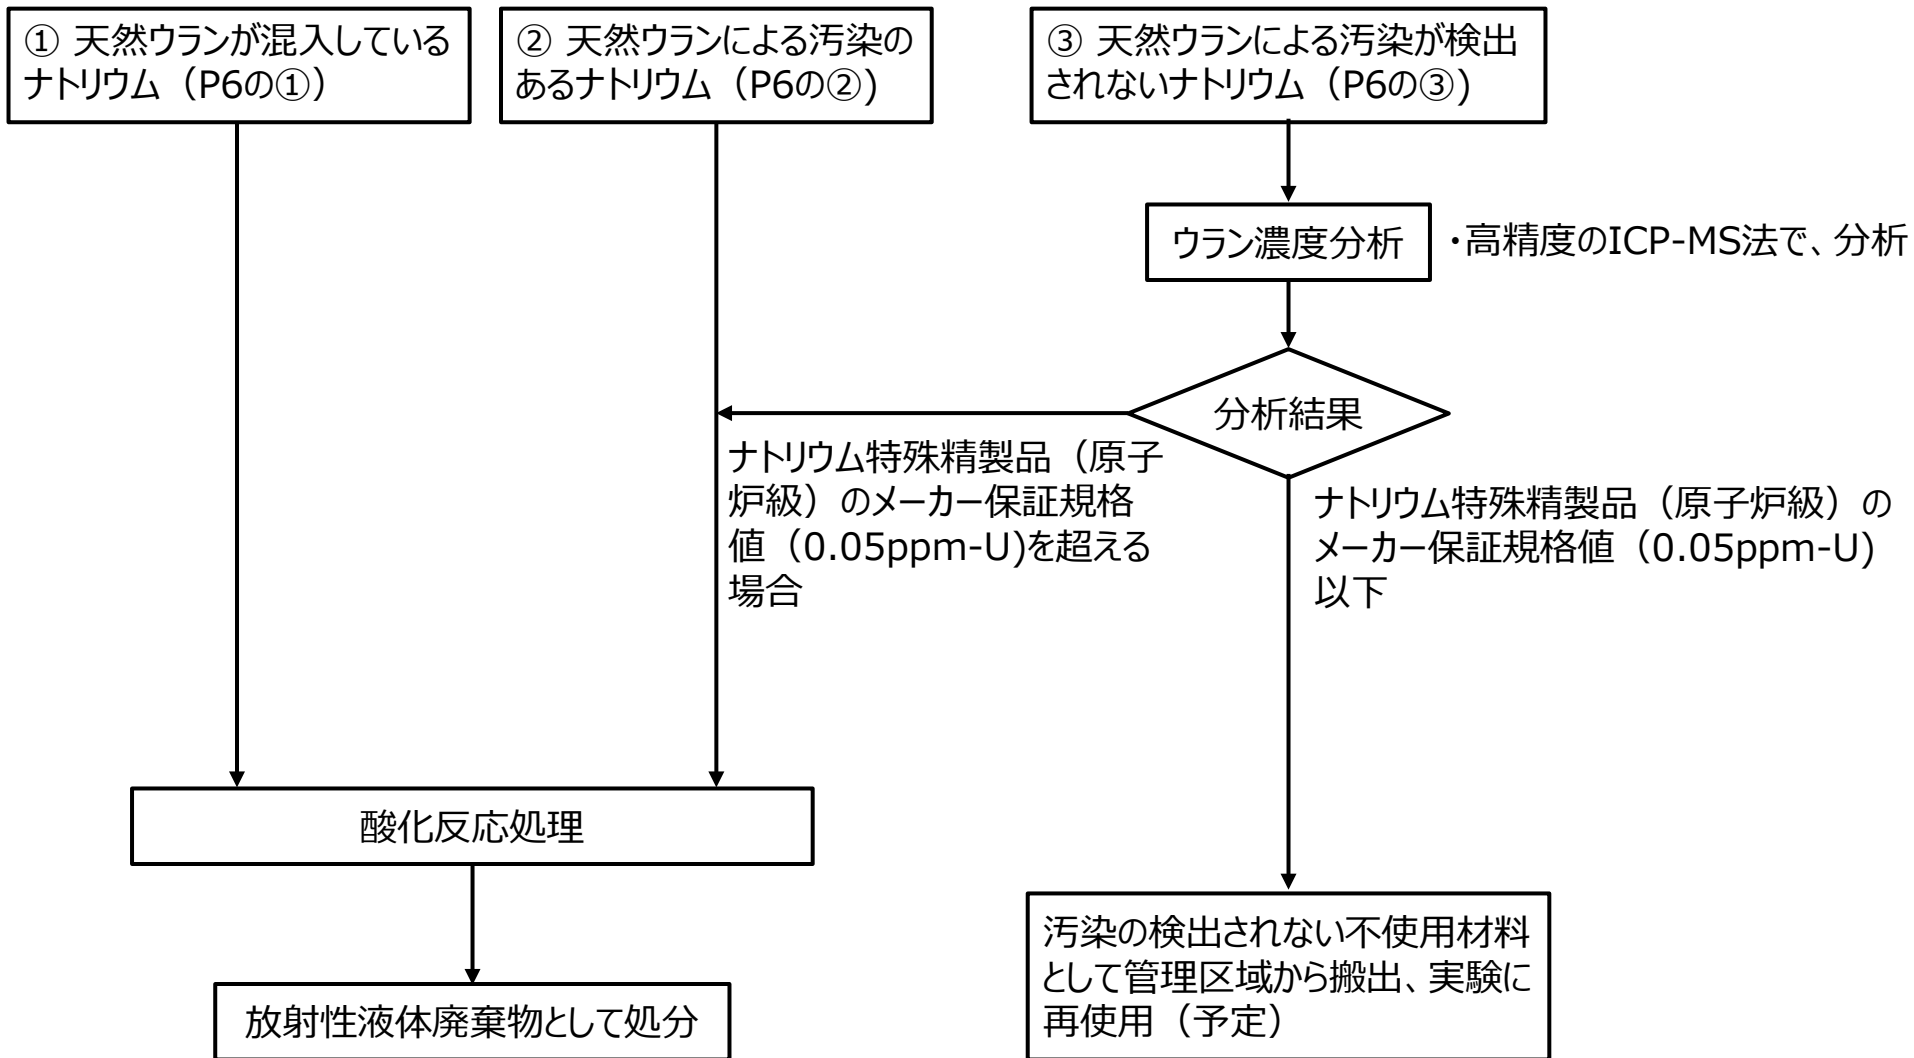 ① 天然ウランが混入している
ナトリウム（P6の①）
② 天然ウランによる汚染の
あるナトリウム（P6の②)
③ 天然ウランによる汚染が検出
されないナトリウム（P6の③)
ウラン濃度分析
・高精度のICP-MS法で、分析
分析結果
ナトリウム特殊精製品（原子
炉級）のメーカー保証規格
値（0.05ppm-U)を超える
場合
ナトリウム特殊精製品（原子炉級）の
メーカー保証規格値（0.05ppm-U)
以下
酸化反応処理
放射性液体廃棄物として処分
汚染の検出されない不使用材料
として管理区域から搬出、実験に
再使用（予定）